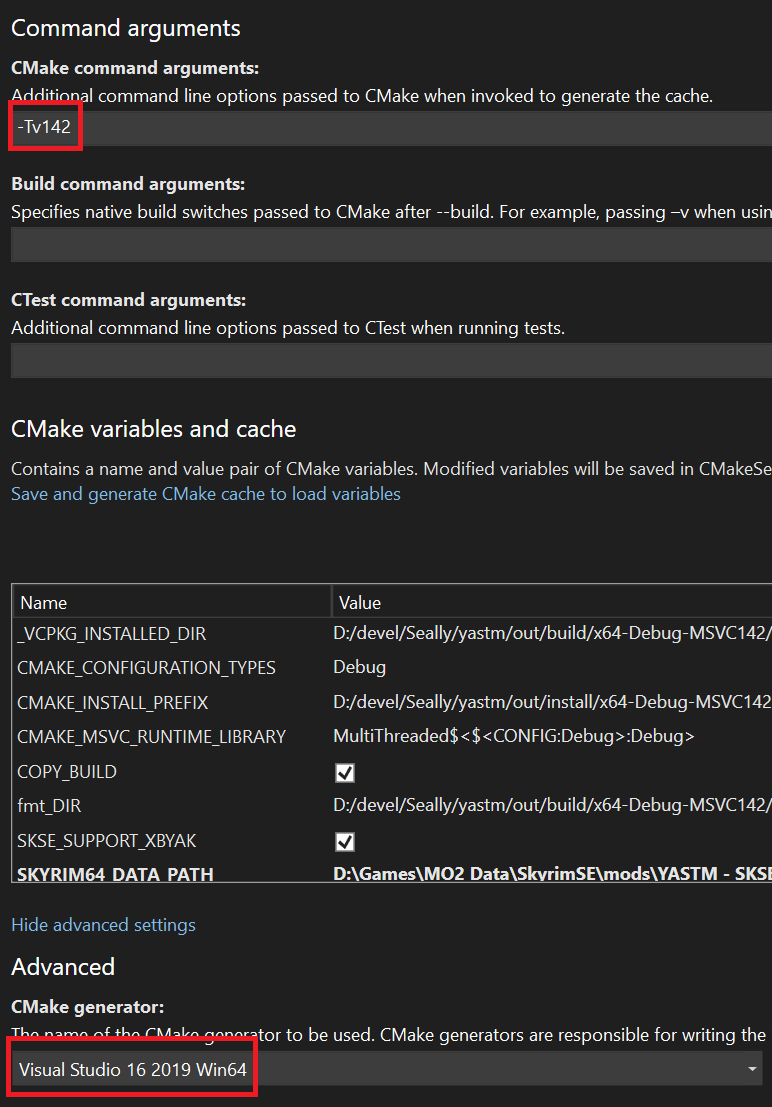 Command arguments
CMake command arguments:
Additional command line options passed to CMake when invoked to generate the cache.
-Tv142
Build command arguments:
Specifies native build switches passed to CMake after --build. For example, passing –v when usin
CTest command arguments:
Additional command line options passed to CTest when running tests.
CMake variables and cache
Contains a name and value pair of CMake variables. Modified variables will be saved in CMakeSe
Save and generate CMake cache to load variables
Name Value
_VCPKG_INSTALLED_DIR D:/devel/Seally/yastm/out/build/x64-Debug-MSVC142/
CMAKE_CONFIGURATION_TYPES Debug
CMAKE_INSTALL_PREFIX D:/devel/Seally/yastm/out/install/x64-Debug-MSVC142
CMAKE_MSVC_RUNTIME_LIBRARY MultiThreaded$<$<CONFIG:Debug>:Debug>
COPY_BUILD
fmt_DIR D:/devel/Seally/yastm/out/build/x64-Debug-MSVC142/
SKSE_SUPPORT_XBYAK
SKYRIM64_DATA_PATH D:\Games\MO2 Data\SkyrimSE\mods\YASTM - SKSE
Hide advanced settings
Advanced
CMake generator:
The name of the CMake generator to be used. CMake generators are responsible for writing the
Visual Studio 16 2019 Win64